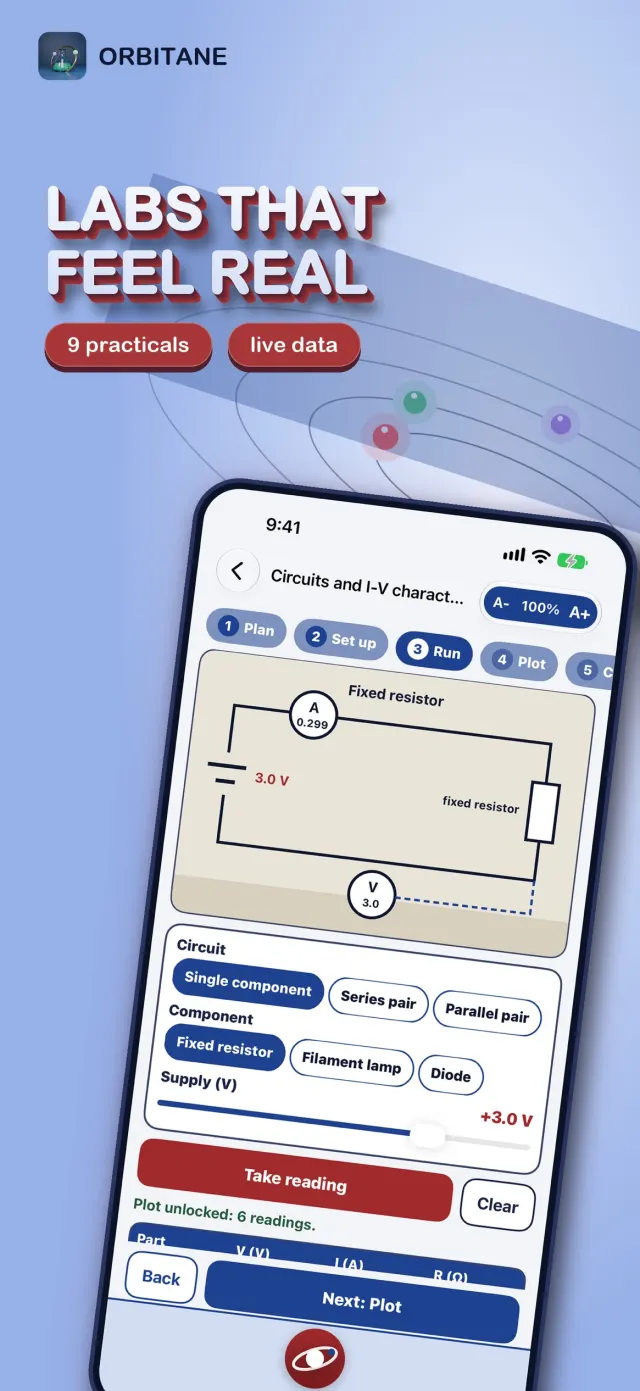 ORBITANE
LABS THAT
FEEL REAL
9 practicals
live data
9:41
Circuits and I-V charact...
A- 100% A+
1 Plan
2 Set up
3 Run
4 Plot
5 C
Fixed resistor
A
0.299
3.0 V
fixed resistor
V
3.0
Circuit
Single component
Series pair
Parallel pair
Component
Fixed resistor
Filament lamp
Diode
Supply (V)
+3.0 V
Take reading
Clear
Plot unlocked: 6 readings.
Part V (V) I (A) R (Ω)
Back
Next: Plot